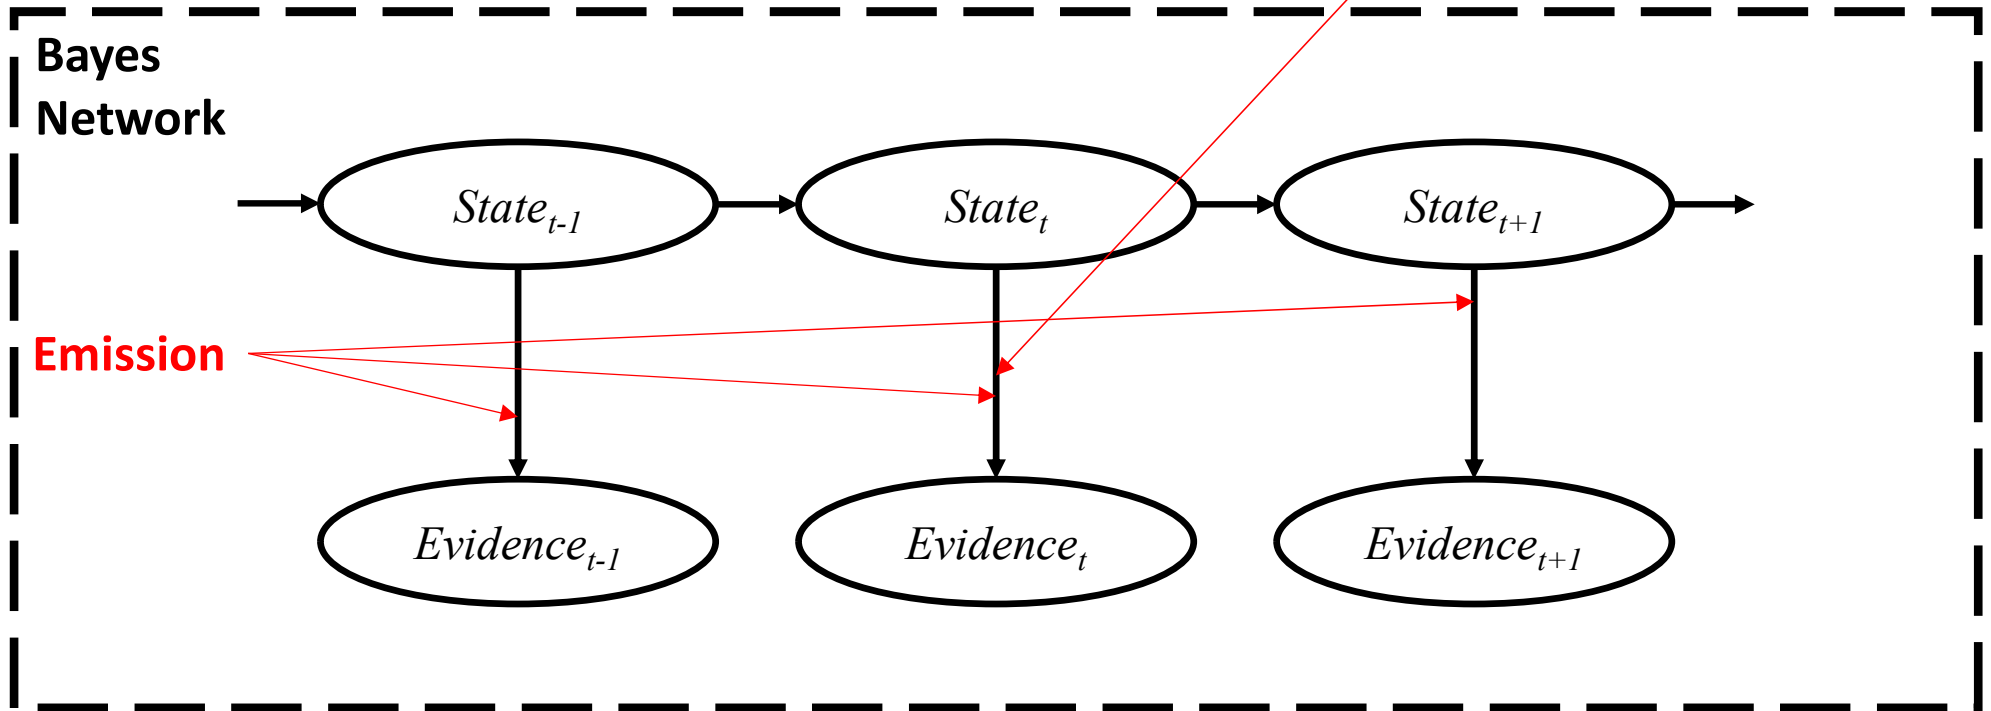 Bayes
Network
State_{t-1}
State_t
State_{t+1}
Emission
Evidence_{t-1}
Evidence_t
Evidence_{t+1}